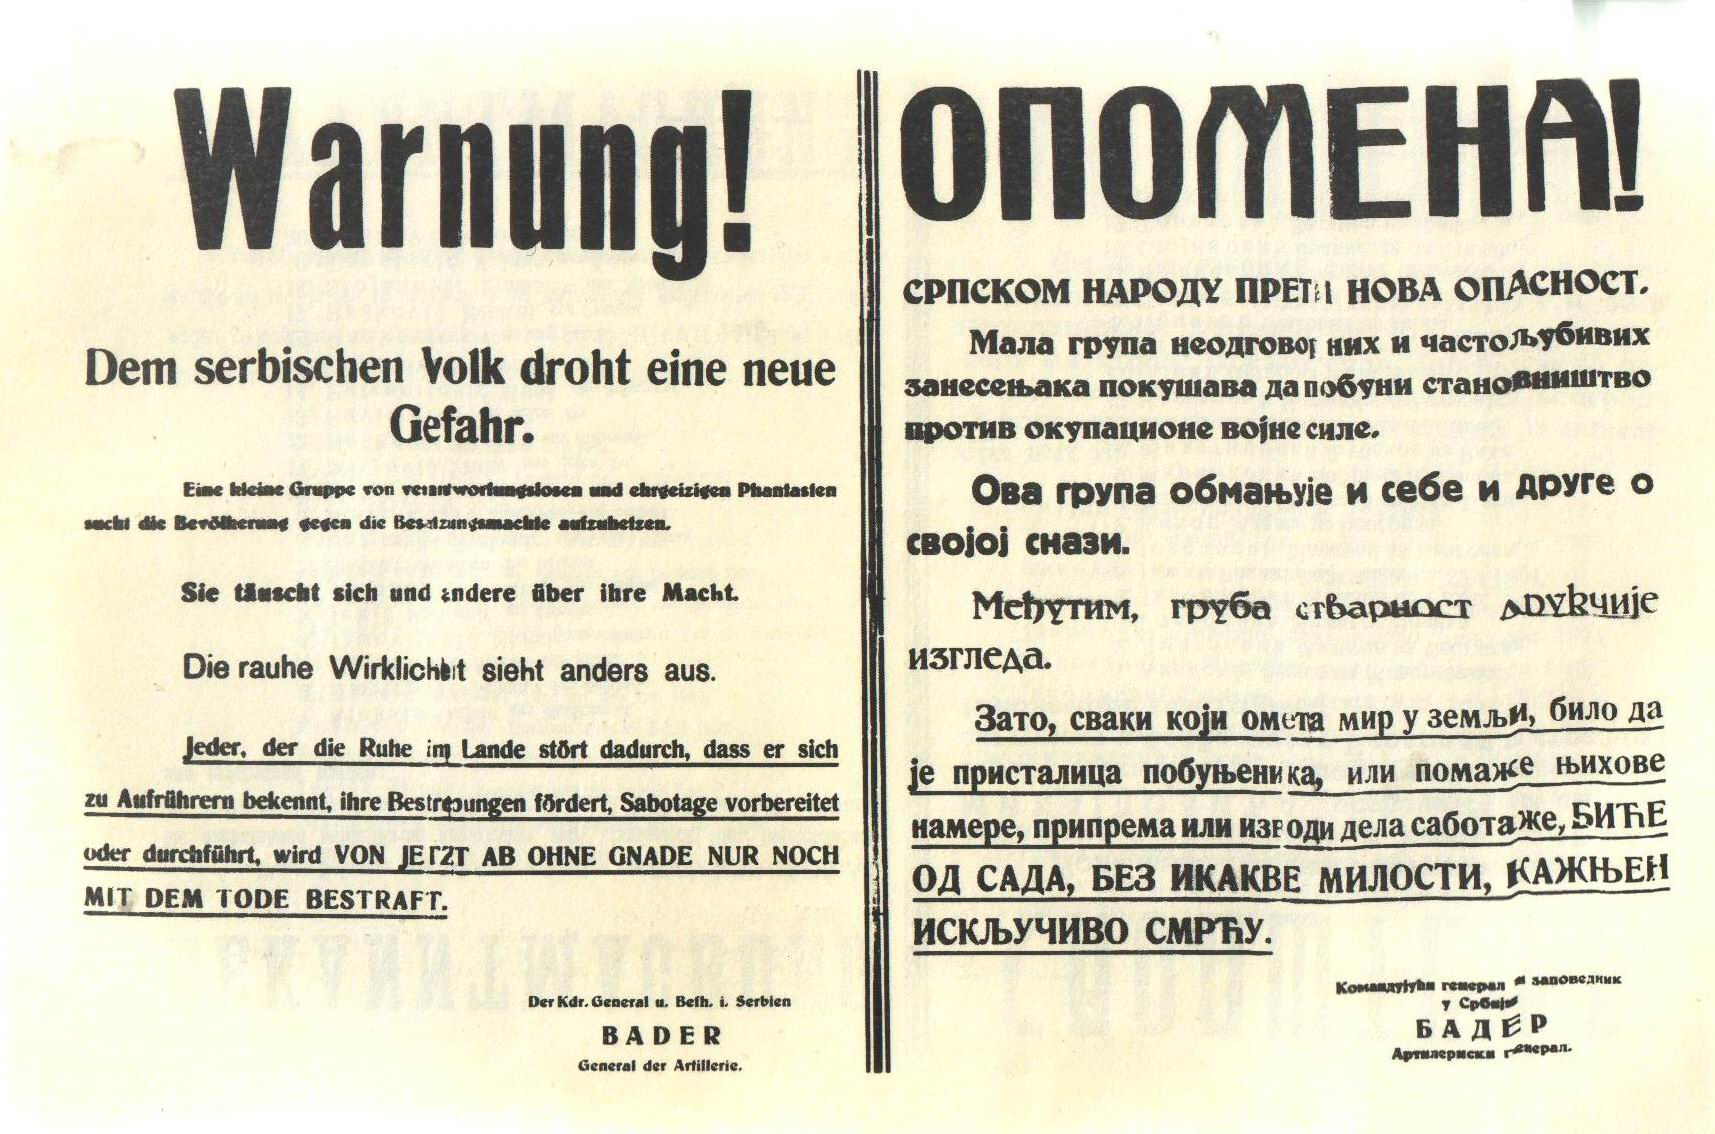 Warnung!
Dem serbischen Volk droht eine neue
Gefahr.
Eine kleine Gruppe von verantwortungslosen und ehrgeizigen Phantasten
sucht die Bevölkerung gegen die Besatzungsmachte aufzuhetzen.
Sie täuscht sich und andere über ihre Macht.
Die rauhe Wirklichkeit sieht anders aus.
Jeder, der die Ruhe im Lande stört dadurch, dass er sich
zu Aufrührern bekennt, ihre Bestrebungen fördert, Sabotage vorbereitet
oder durchführt, wird VON JETZT AB OHNE GNADE NUR NOCH
MIT DEM TODE BESTRAFT.
Der Kdr. General u. Befh. i. Serbien
BADER
General der Artillerie.
ОПОМЕНА!
СРПСКОМ НАРОДУ ПРЕТИ НОВА ОПАСНОСТ.
Мала група неодговорних и частољубивих
занесењака покушава да побуни становништво
против окупационе војне силе.
Ова група обмањује и себе и друге о
својој снази.
Међутим, груба стварност друкчије
изгледа.
Зато, сваки који омета мир у земљи, било да
је присталица побуњеника, или помаже њихове
намере, припрема или изводи дела саботаже, БИЋЕ
ОД САДА, БЕЗ ИКАКВЕ МИЛОСТИ, КАЖЊЕН
ИСКЉУЧИВО СМРЋУ.
Командујући генерал и заповедник
у Србији
БАДЕР
Артилериски генерал.